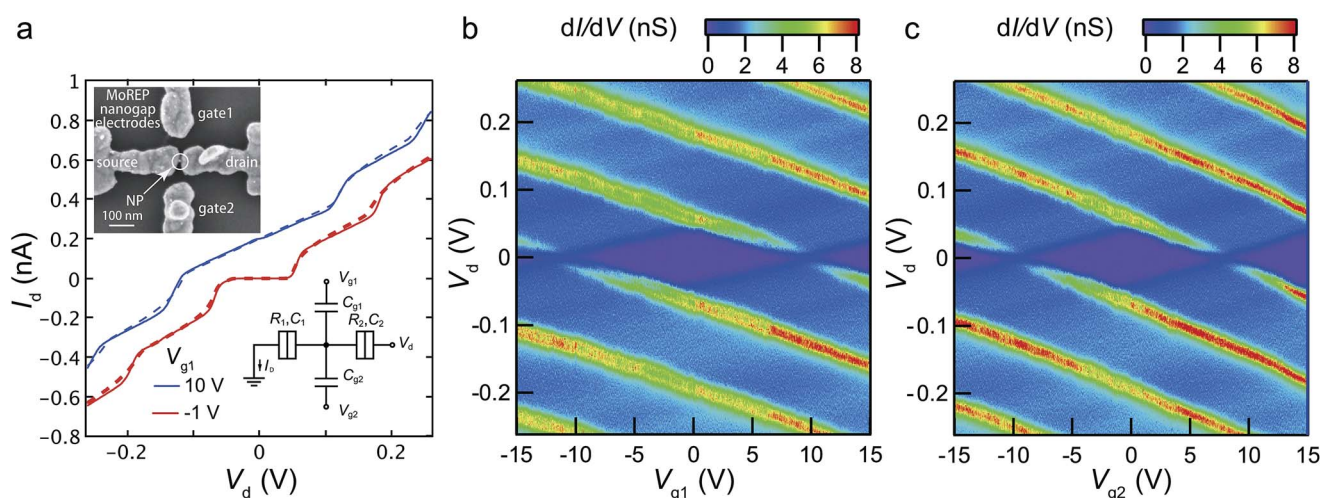 a
I_d (nA)
1
0.8
0.6
0.4
0.2
0
−0.2
−0.4
−0.6
−0.8
−0.2
0
0.2
V_d (V)
MoREP
nanogap
electrodes
gate1
source
drain
NP
gate2
100 nm
V_g1
10 V
-1 V
V_g1
C_g1
R_1,C_1
R_2,C_2
V_d
I_D
C_g2
V_g2
b
dI/dV (nS)
0 2 4 6 8
V_d (V)
0.2
0.1
0
-0.1
-0.2
-15 -10 -5 0 5 10 15
V_g1 (V)
c
dI/dV (nS)
0 2 4 6 8
V_d (V)
0.2
0.1
0
-0.1
-0.2
-15 -10 -5 0 5 10 15
V_g2 (V)